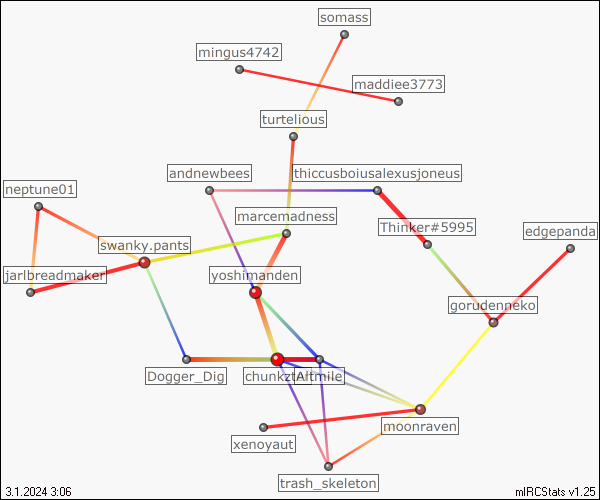 somass
mingus4742
maddiee3773
turtelious
andnewbees
thiccusboiusalexusjoneus
neptune01
marcemadness
Thinker#5995
edgepanda
swanky.pants
jarlbreadmaker
yoshimanden
gorudenneko
Dogger_Dig
Altmile
moonraven
xenoyaut
trash_skeleton
3.1.2024 3:06
mIRCStats v1.25